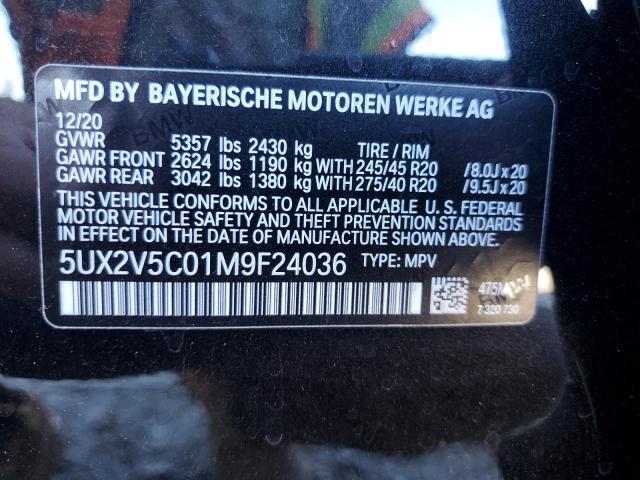 MFD BY BAYERISCHE MOTOREN WERKE AG
12/20
GVWR 5357 lbs 2430 kg TIRE / RIM
GAWR FRONT 2624 lbs 1190 kg WITH 245/45 R20 /8.0J x 20
GAWR REAR 3042 lbs 1380 kg WITH 275/40 R20 /9.5J x 20
THIS VEHICLE CONFORMS TO ALL APPLICABLE U. S. FEDERAL
MOTOR VEHICLE SAFETY AND THEFT PREVENTION STANDARDS
IN EFFECT ON THE DATE OF MANUFACTURE SHOWN ABOVE.
5UX2V5C01M9F24036 TYPE: MPV
475M
7 320 730